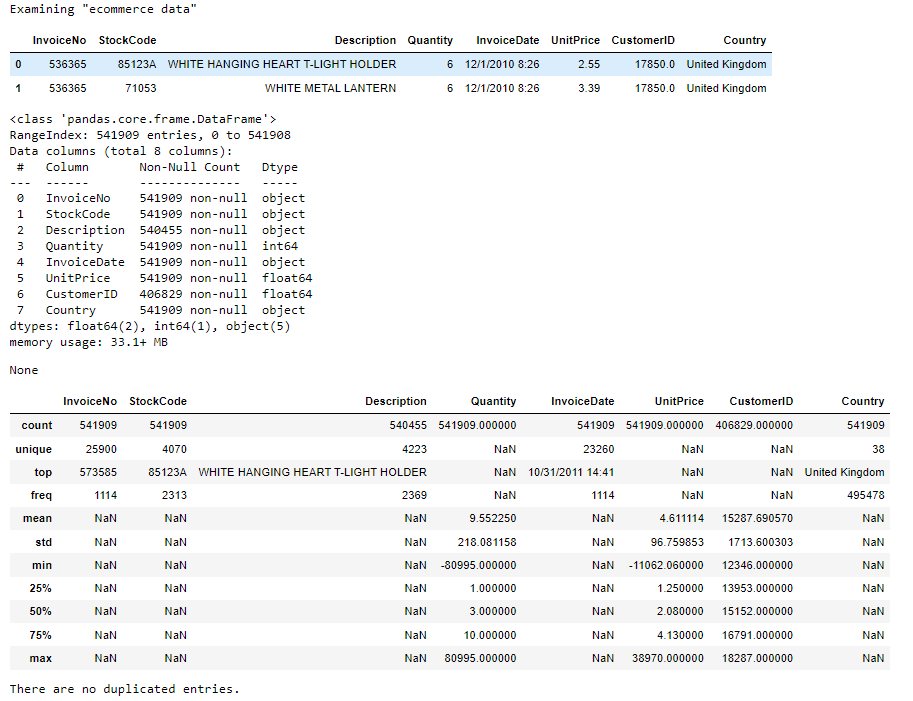 Examining "ecommerce data"
InvoiceNo StockCode Description Quantity InvoiceDate UnitPrice CustomerID Country
0 536365 85123A WHITE HANGING HEART T-LIGHT HOLDER 6 12/1/2010 8:26 2.55 17850.0 United Kingdom
1 536365 71053 WHITE METAL LANTERN 6 12/1/2010 8:26 3.39 17850.0 United Kingdom
<class 'pandas.core.frame.DataFrame'>
RangeIndex: 541909 entries, 0 to 541908
Data columns (total 8 columns):
# Column Non-Null Count Dtype
--- ------ -------------- -----
0 InvoiceNo 541909 non-null object
1 StockCode 541909 non-null object
2 Description 540455 non-null object
3 Quantity 541909 non-null int64
4 InvoiceDate 541909 non-null object
5 UnitPrice 541909 non-null float64
6 CustomerID 406829 non-null float64
7 Country 541909 non-null object
dtypes: float64(2), int64(1), object(5)
memory usage: 33.1+ MB
None
InvoiceNo StockCode Description Quantity InvoiceDate UnitPrice CustomerID Country
count 541909 541909 540455 541909.000000 541909 541909.000000 406829.000000 541909
unique 25900 4070 4223 NaN 23260 NaN NaN 38
top 573585 85123A WHITE HANGING HEART T-LIGHT HOLDER NaN 10/31/2011 14:41 NaN NaN United Kingdom
freq 1114 2313 2369 NaN 1114 NaN NaN 495478
mean NaN NaN NaN 9.552250 NaN 4.611114 15287.690570 NaN
std NaN NaN NaN 218.081158 NaN 96.759853 1713.600303 NaN
min NaN NaN NaN -80995.000000 NaN -11062.060000 12346.000000 NaN
25% NaN NaN NaN 1.000000 NaN 1.250000 13953.000000 NaN
50% NaN NaN NaN 3.000000 NaN 2.080000 15152.000000 NaN
75% NaN NaN NaN 10.000000 NaN 4.130000 16791.000000 NaN
max NaN NaN NaN 80995.000000 NaN 38970.000000 18287.000000 NaN
There are no duplicated entries.